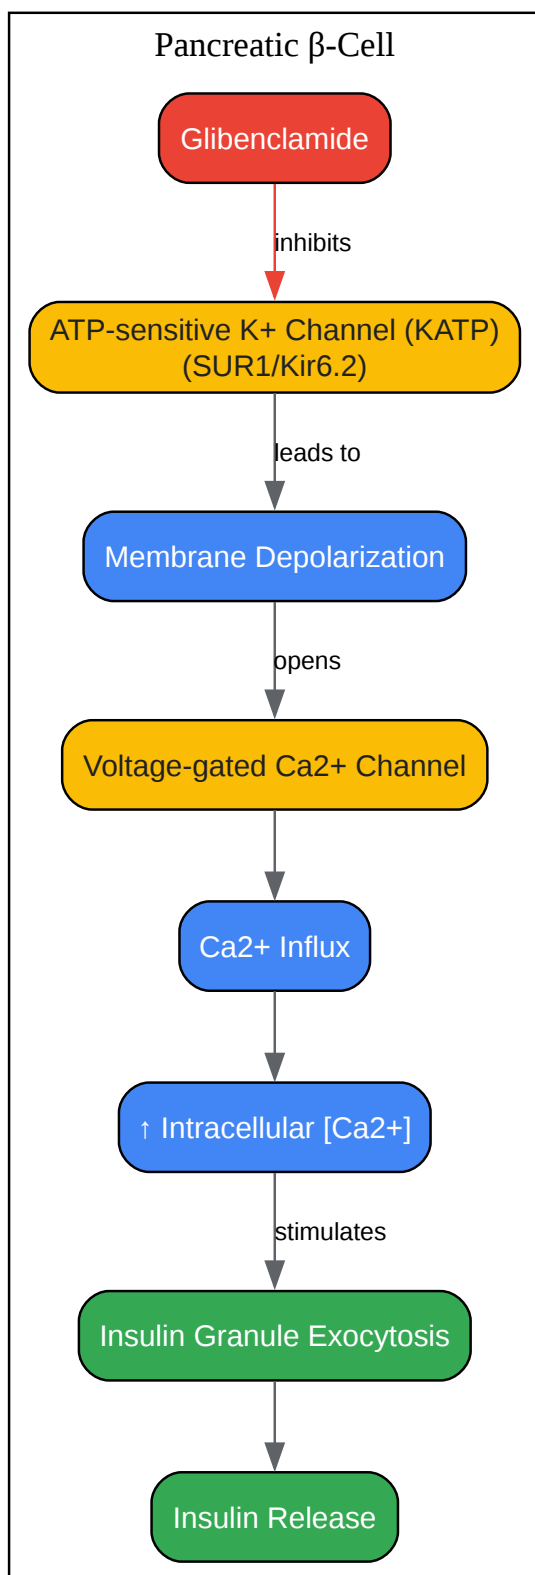 Pancreatic β-Cell
Glibenclamide
inhibits
ATP-sensitive K+ Channel (KATP)
(SUR1/Kir6.2)
leads to
Membrane Depolarization
opens
Voltage-gated Ca2+ Channel
Ca2+ Influx
↑ Intracellular [Ca2+]
stimulates
Insulin Granule Exocytosis
Insulin Release